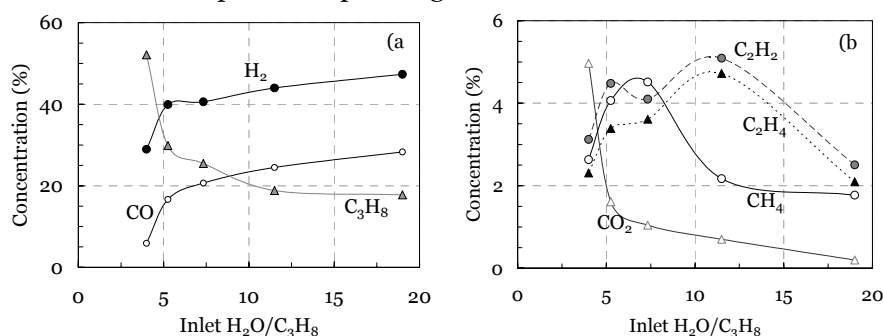 60
40
20
0
Concentration (%)
(a
H₂
CO
C₃H₈
0 5 10 15 20
Inlet H₂O/C₃H₈
6
4
2
0
Concentration (%)
(b
C₂H₂
C₂H₄
CH₄
CO₂
0 5 10 15 20
Inlet H₂O/C₃H₈